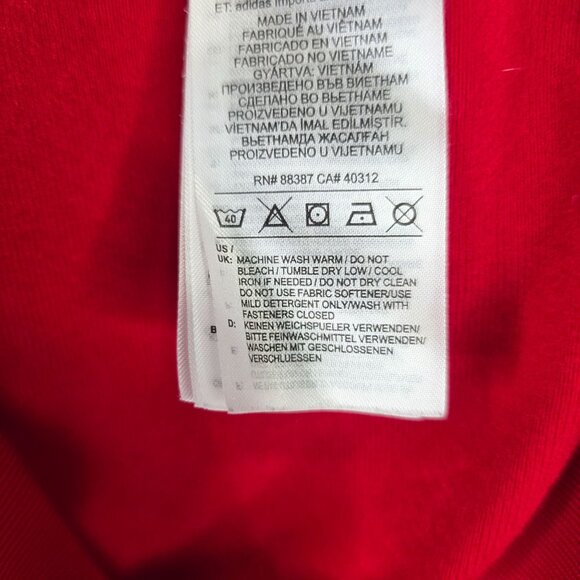 ET: adidas
MADE IN VIETNAM
FABRIQUÉ AU VIÊTNAM
FABRICADO EN VIETNAM
FABRICADO NO VIETNAME
GYÁRTVA: VIETNÁM
ПРОИЗВЕДЕНО ВЪВ ВИЕТНАМ
СДЕЛАНО ВО ВЬЕТНАМЕ
PROIZVEDENO U VIJETNAMU
VİETNAM'DA İMAL EDİLMİŞTİR.
ВЬЕТНАМДА ЖАСАЛҒАН
PROIZVEDENO U VIJETNAMU
RN# 88387 CA# 40312
40
US /
UK: MACHINE WASH WARM / DO NOT
BLEACH / TUMBLE DRY LOW / COOL
IRON IF NEEDED / DO NOT DRY CLEAN
DO NOT USE FABRIC SOFTENER/USE
MILD DETERGENT ONLY/WASH WITH
FASTENERS CLOSED
D: KEINEN WEICHSPUELER VERWENDEN/
BITTE FEINWASCHMITTEL VERWENDEN/
WASCHEN MIT GESCHLOSSENEN
VERSCHLUESSEN